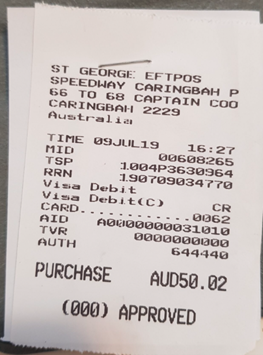 ST GEORGE EFTPOS
SPEEDWAY CARINGBAH P
66 TO 68 CAPTAIN COO
CARINGBAH 2229
Australia
TIME 09JUL19 16:27
MID 00608265
TSP 1004P3630964
RRN 190709034770
Visa Debit
Visa Debit(C) CR
CARD............0062
AID A0000000031010
TVR 0000000000
AUTH 644440
PURCHASE AUD50.02
(000) APPROVED